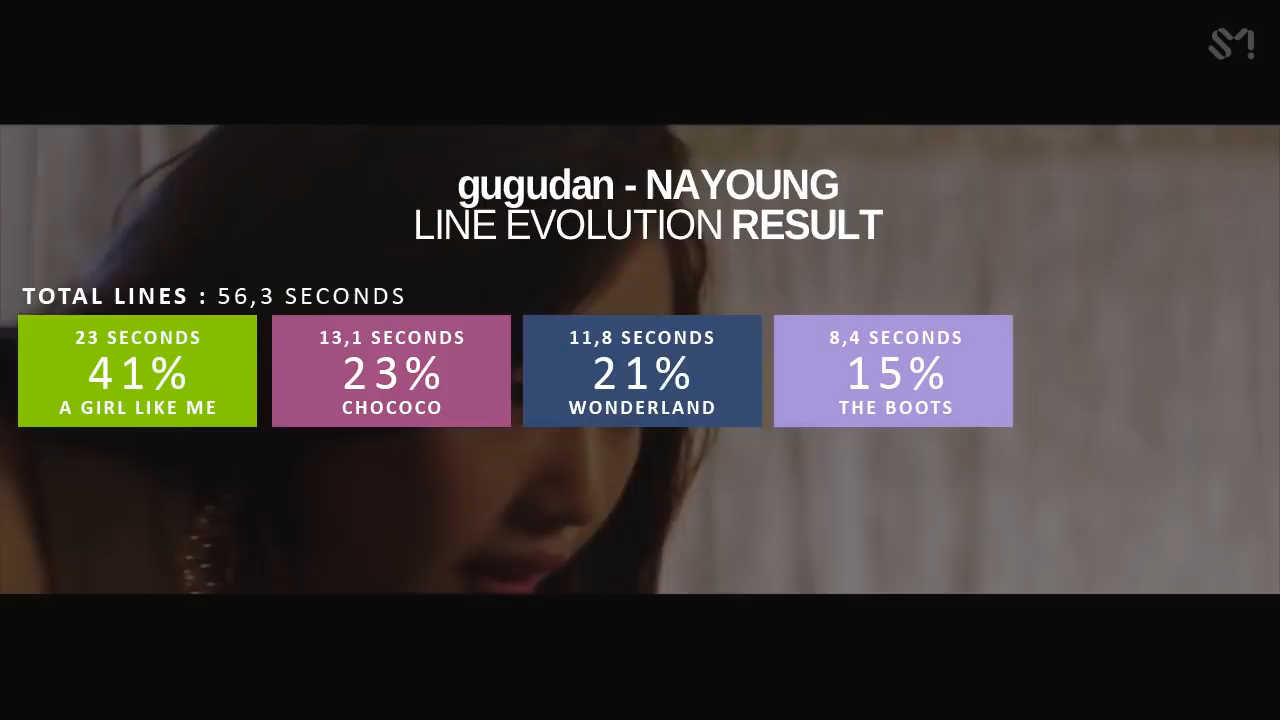 SM!
gugudan - NAYOUNG
LINE EVOLUTION RESULT
TOTAL LINES : 56,3 SECONDS
23 SECONDS
41%
A GIRL LIKE ME
13,1 SECONDS
23%
CHOCOCO
11,8 SECONDS
21%
WONDERLAND
8,4 SECONDS
15%
THE BOOTS